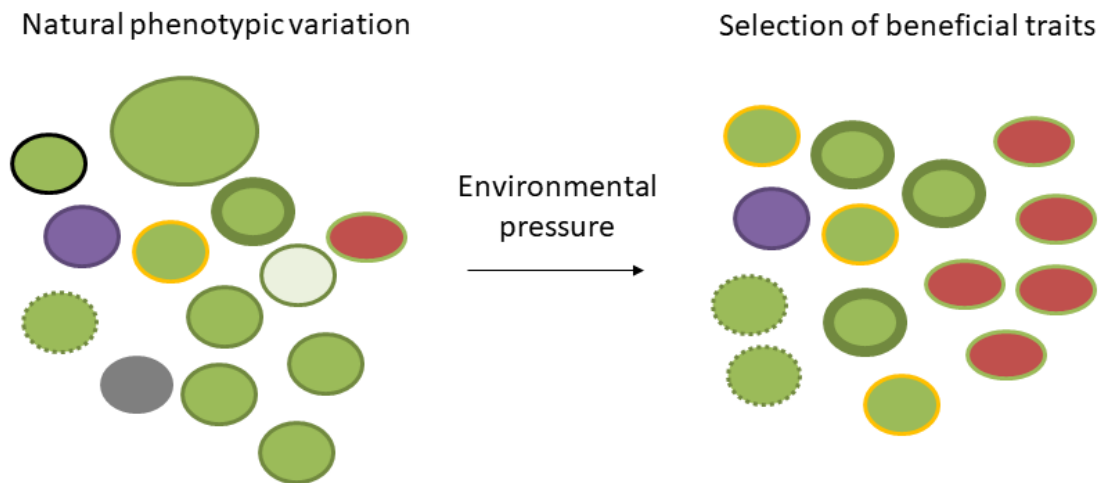 Natural phenotypic variation
Selection of beneficial traits
Environmental
pressure